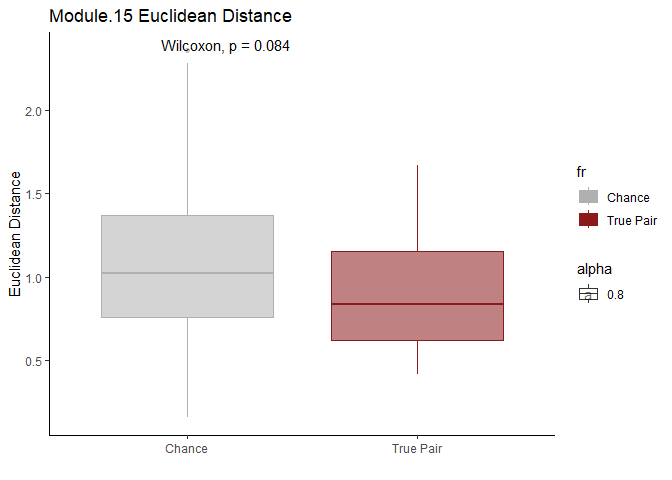 Module.15 Euclidean Distance
Wilcoxon, p = 0.084
Euclidean Distance
2.0
1.5
1.0
0.5
Chance
True Pair
fr
Chance
True Pair
alpha
a 0.8